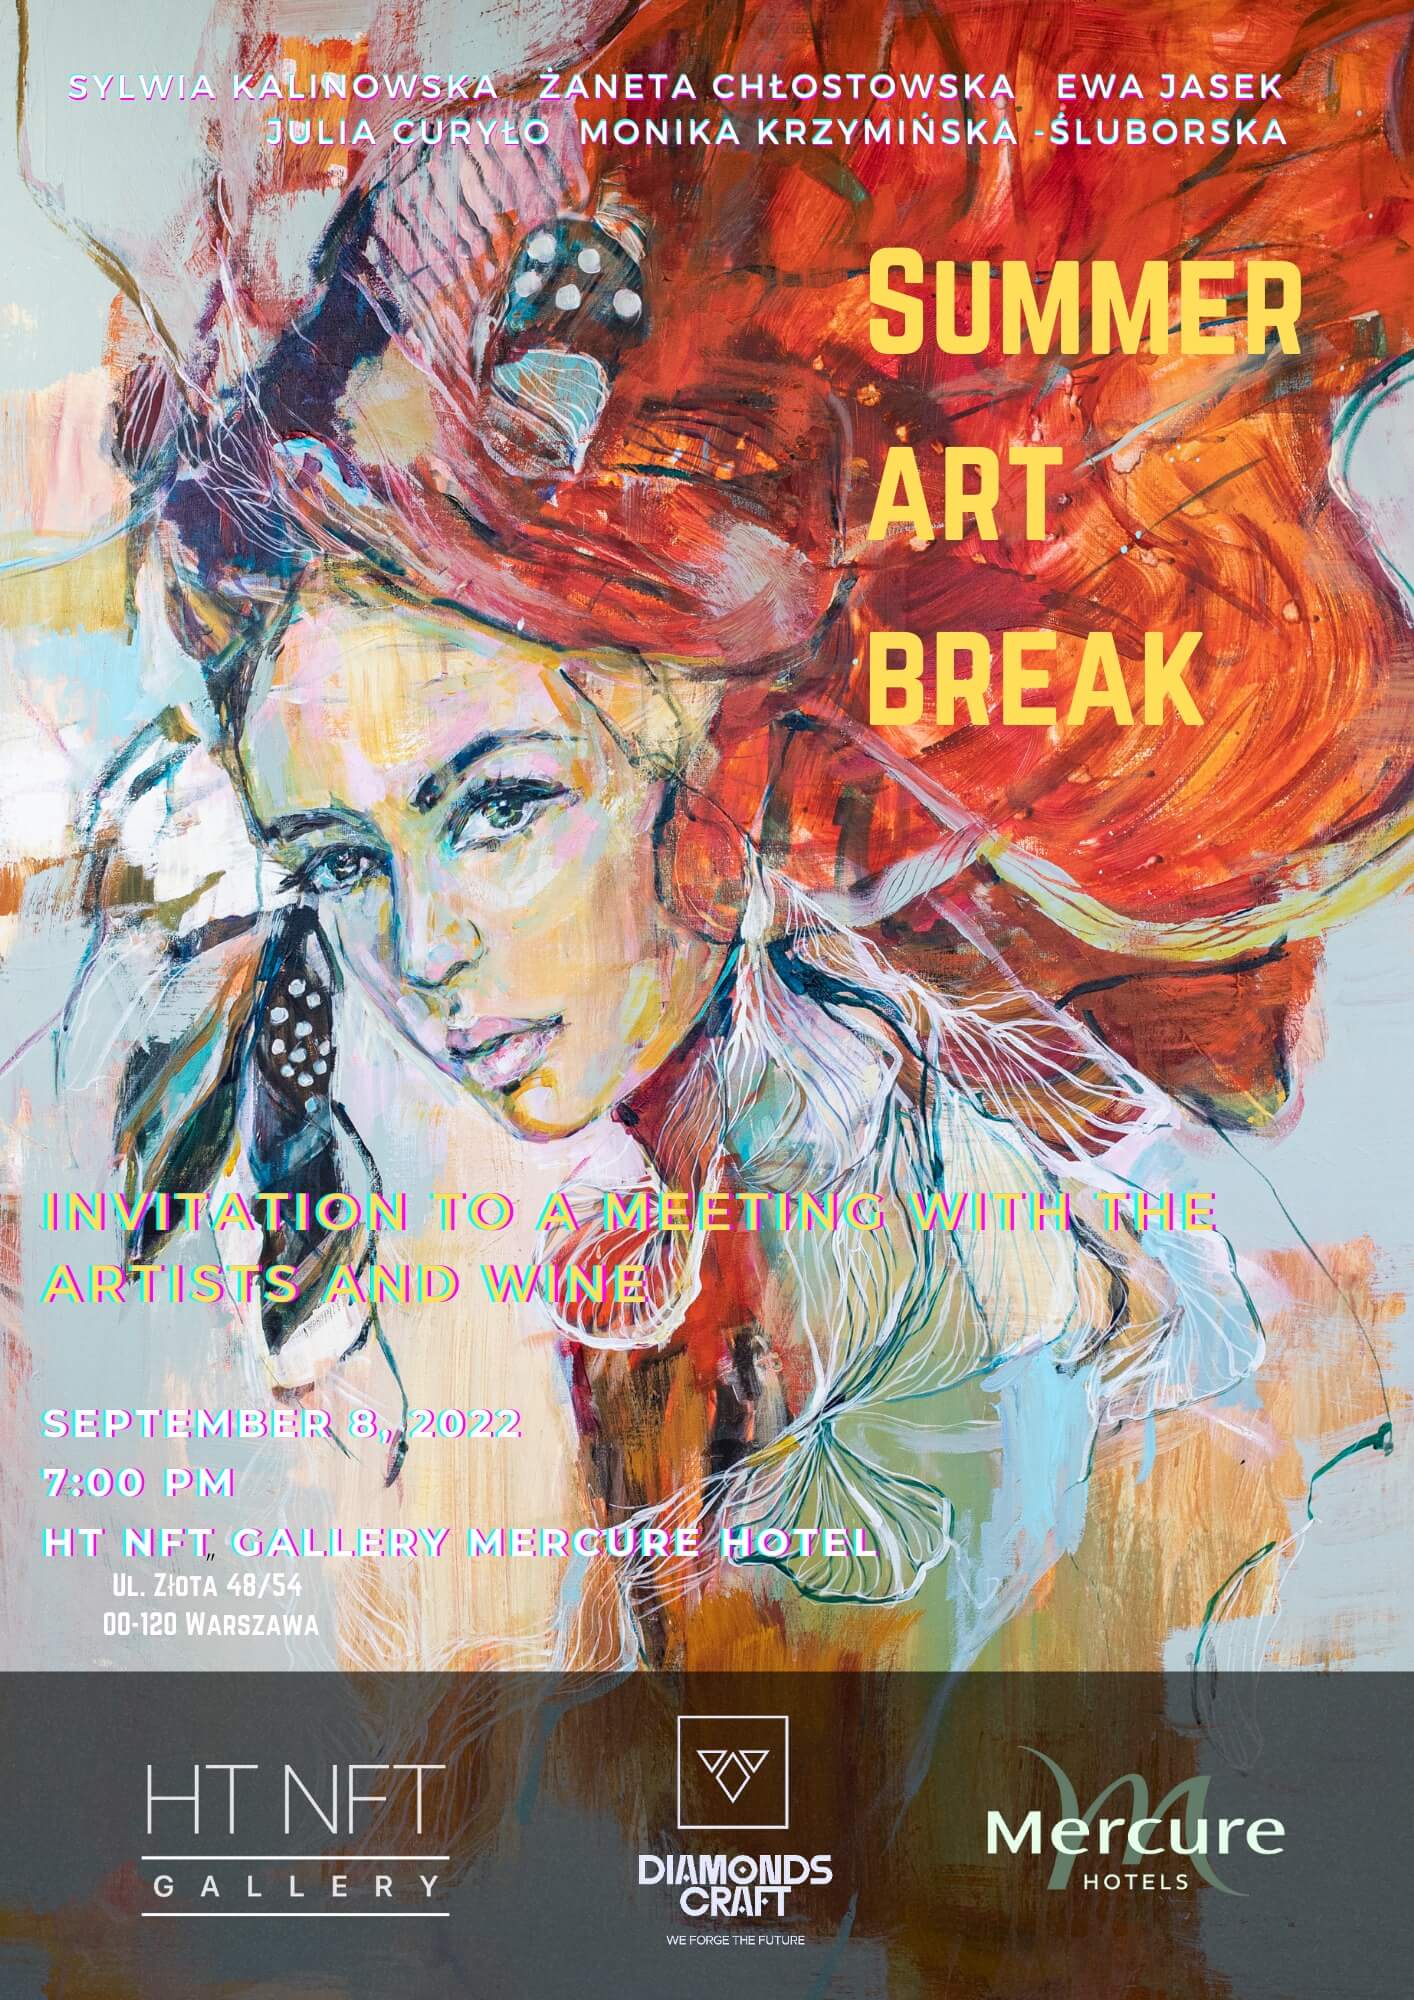 SYLWIA KALINOWSKA ŻANETA CHŁOSTOWSKA EWA JASEK
JULIA CURYŁO MONIKA KRZYMIŃSKA -ŚLUBORSKA
SUMMER
ART
BREAK
INVITATION TO A MEETING WITH THE
ARTISTS AND WINE
SEPTEMBER 8, 2022
7:00 PM
HT NFT GALLERY MERCURE HOTEL
„
UL. ZŁOTA 48/54
00-120 WARSZAWA
HT NFT
GALLERY
DIAMONDS
CRAFT
WE FORGE THE FUTURE
Mercure
HOTELS